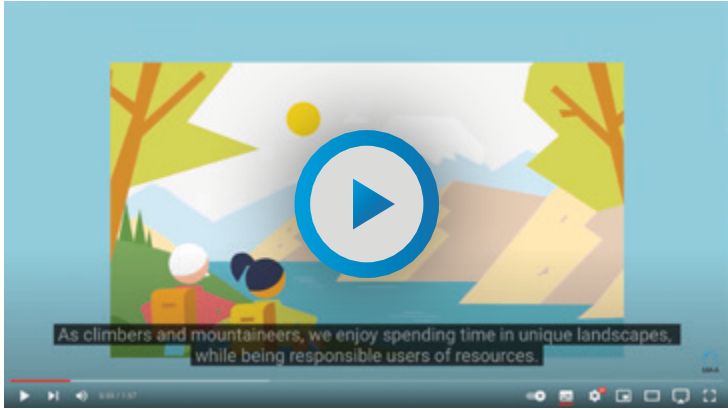 As climbers and mountaineers, we enjoy spending time in unique landscapes,
while being responsible users of resources.